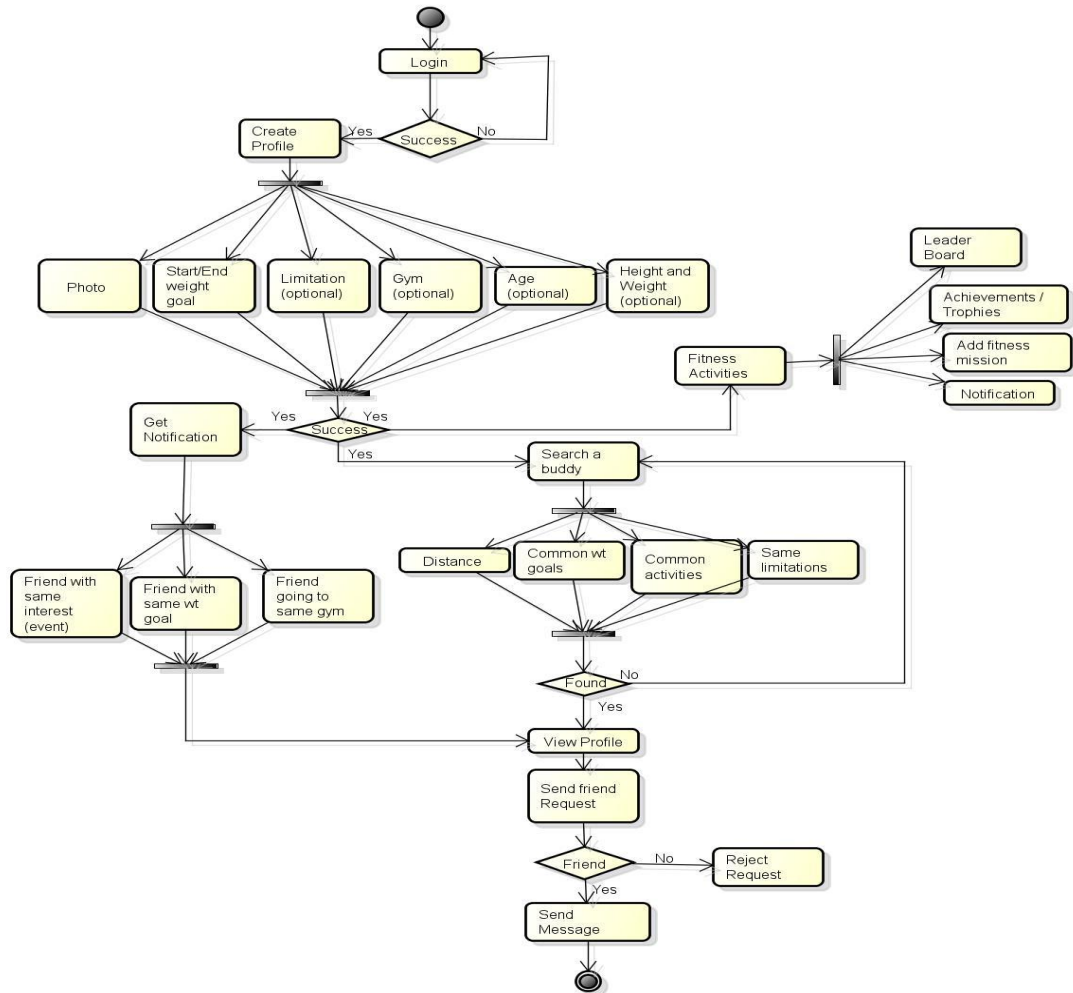 Login
Success
Yes
No
Create
Profile
Photo
Start/End
weight
goal
Limitation
(optional)
Gym
(optional)
Age
(optional)
Height and
Weight
(optional)
Leader
Board
Achievements /
Trophies
Add fitness
mission
Notification
Fitness
Activities
Get
Notification
Yes
Success
Yes
Yes
Search a
buddy
Distance
Common wt
goals
Common
activities
Same
limitations
Friend with
same
interest
(event)
Friend with
same wt
goal
Friend
going to
same gym
Found
No
Yes
View Profile
Send friend
Request
Friend
No
Reject
Request
Yes
Send
Message